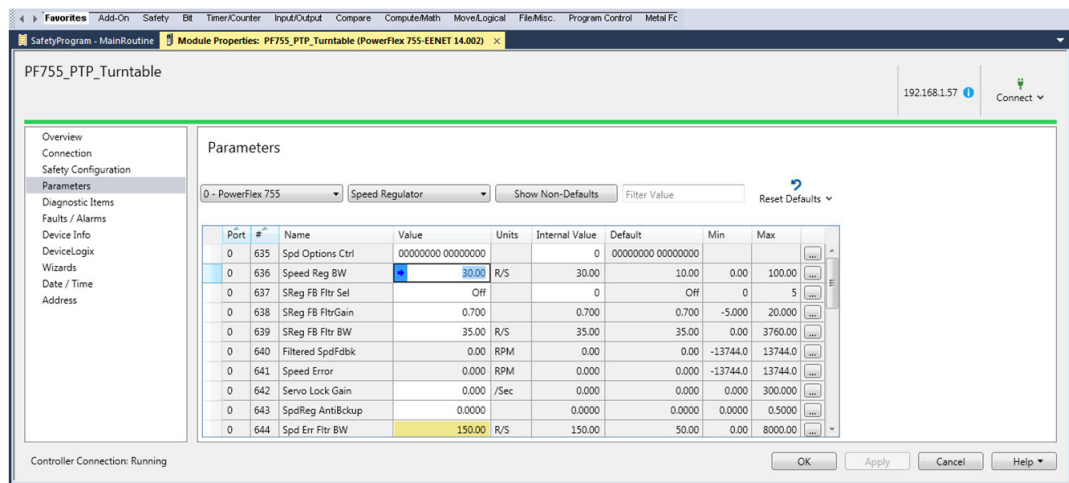 Favorites Add-On Safety Bit Timer/Counter Input/Output Compare Compute/Math Move/Logical File/Misc. Program Control Metal Fc
SafetyProgram - MainRoutine Module Properties: PF755_PTP_Turntable (PowerFlex 755-EENET 14.002) ×
PF755_PTP_Turntable
192.168.1.57 Connect
Overview
Connection
Safety Configuration
Parameters
Diagnostic Items
Faults / Alarms
Device Info
DeviceLogix
Wizards
Date / Time
Address
Parameters
0 - PowerFlex 755 Speed Regulator Show Non-Defaults Filter Value Reset Defaults
Port # Name Value Units Internal Value Default Min Max
0 635 Spd Options Ctrl 00000000 00000000 0 00000000 00000000 ...
0 636 Speed Reg BW 30.00 R/S 30.00 10.00 0.00 100.00 ...
0 637 SReg FB Fltr Sel Off 0 Off 0 5 ...
0 638 SReg FB FltrGain 0.700 0.700 0.700 -5.000 20.000 ...
0 639 SReg FB Fltr BW 35.00 R/S 35.00 35.00 0.00 3760.00 ...
0 640 Filtered SpdFdbk 0.00 RPM 0.00 0.00 -13744.0 13744.0 ...
0 641 Speed Error 0.000 RPM 0.000 0.000 -13744.0 13744.0 ...
0 642 Servo Lock Gain 0.000 /Sec 0.000 0.000 0.000 300.000 ...
0 643 SpdReg AntiBckup 0.0000 0.0000 0.0000 0.0000 0.5000 ...
0 644 Spd Err Fltr BW 150.00 R/S 150.00 50.00 0.00 8000.00 ...
Controller Connection: Running
OK Apply Cancel Help